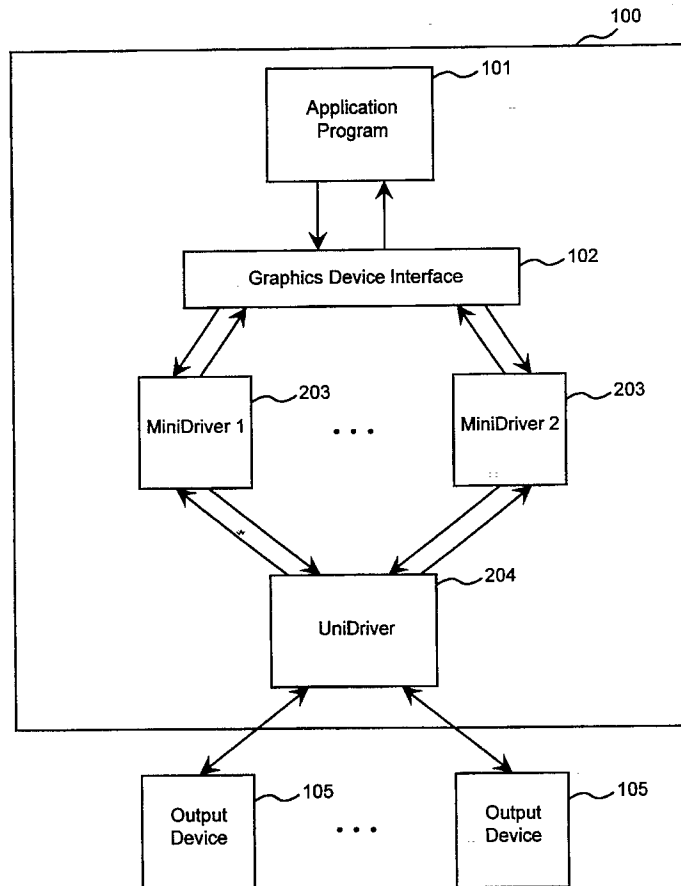 100
101
Application
Program
102
Graphics Device Interface
203
203
MiniDriver 1
. . .
MiniDriver 2
204
UniDriver
105
105
Output
Device
. . .
Output
Device